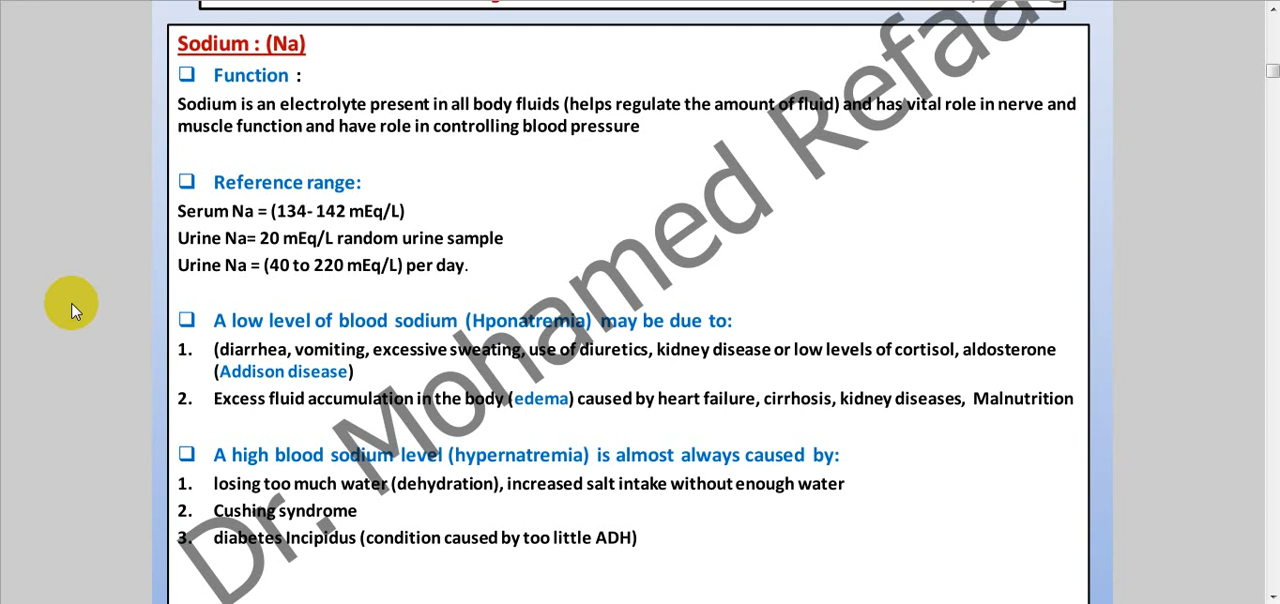 Sodium : (Na)
❑ Function :
Sodium is an electrolyte present in all body fluids (helps regulate the amount of fluid) and has vital role in nerve and
muscle function and have role in controlling blood pressure
❑ Reference range:
Serum Na = (134- 142 mEq/L)
Urine Na= 20 mEq/L random urine sample
Urine Na = (40 to 220 mEq/L) per day.
❑ A low level of blood sodium (Hponatremia) may be due to:
1. (diarrhea, vomiting, excessive sweating, use of diuretics, kidney disease or low levels of cortisol, aldosterone
(Addison disease)
2. Excess fluid accumulation in the body (edema) caused by heart failure, cirrhosis, kidney diseases, Malnutrition
❑ A high blood sodium level (hypernatremia) is almost always caused by:
1. losing too much water (dehydration), increased salt intake without enough water
2. Cushing syndrome
3. diabetes Incipidus (condition caused by too little ADH)
Dr. Mohamed Refaat